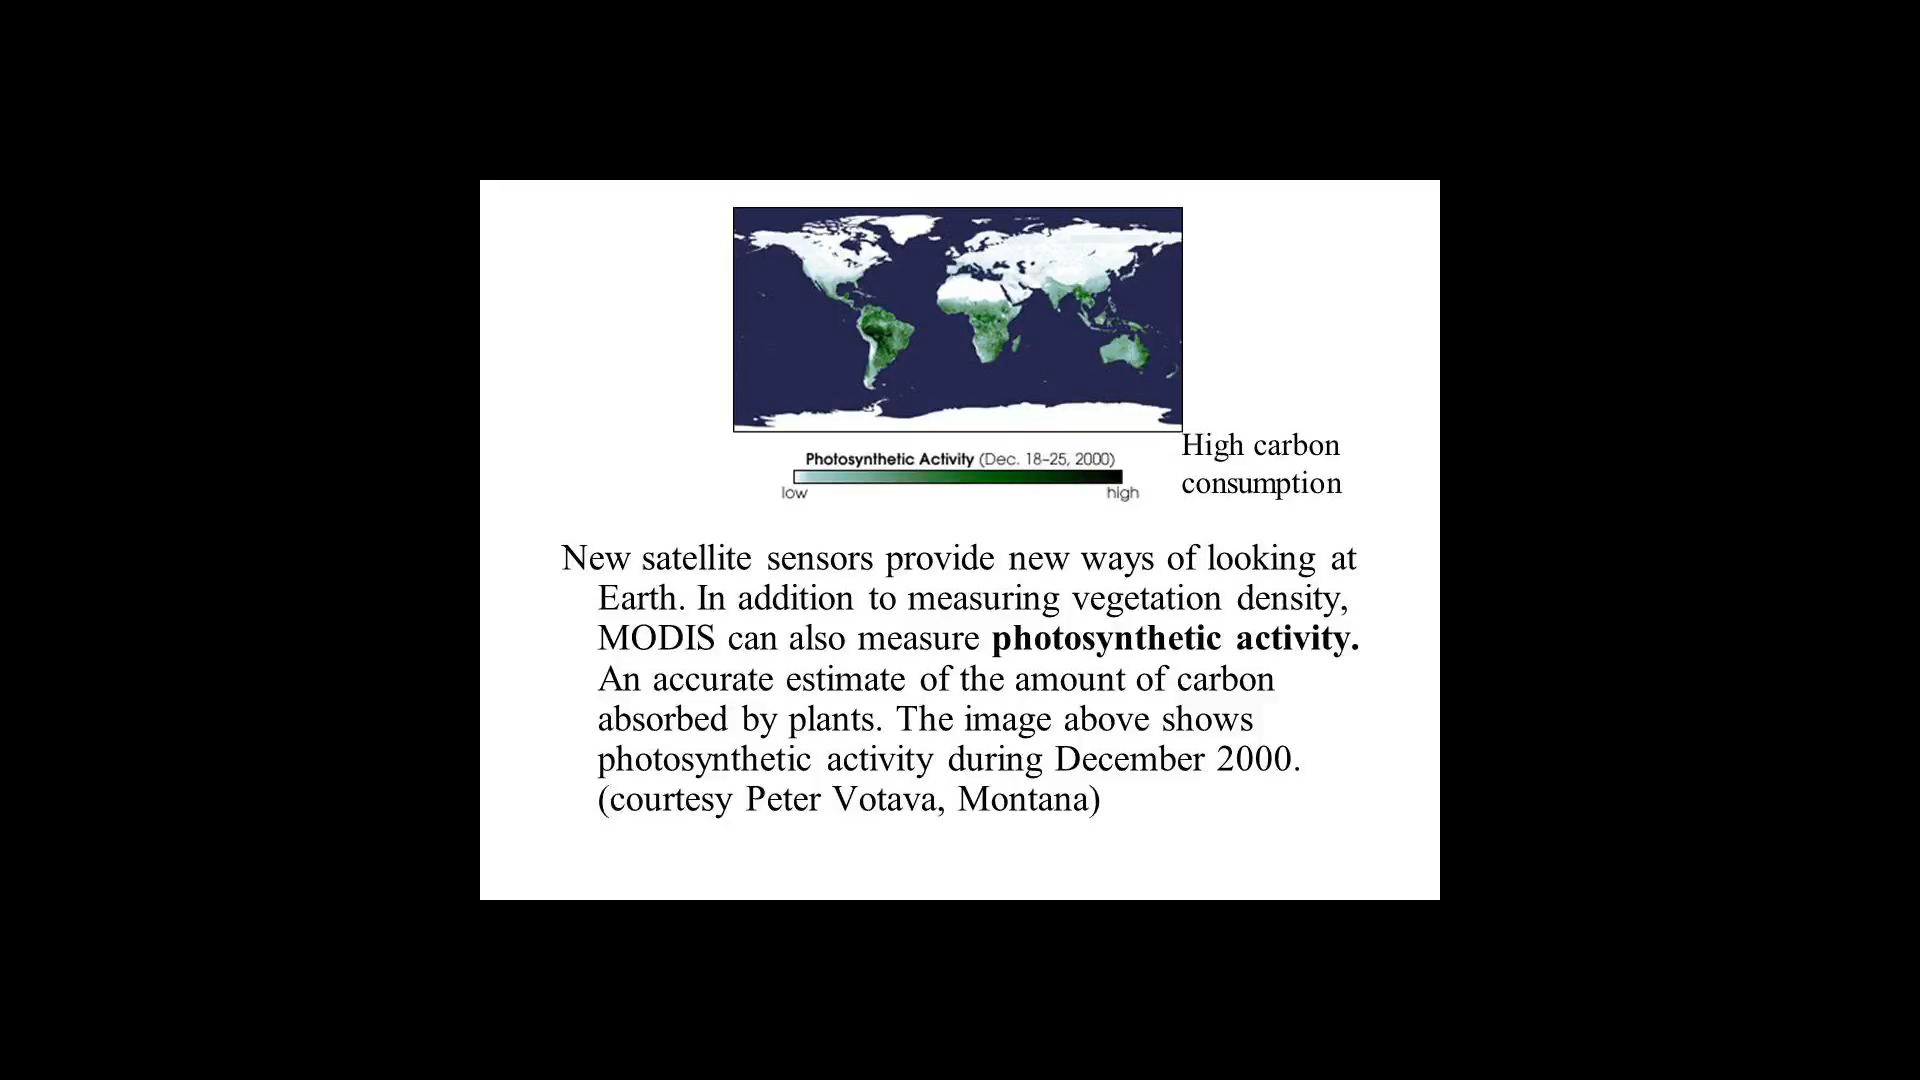 Photosynthetic Activity (Dec. 18–25, 2000)
low
high
High carbon
consumption
New satellite sensors provide new ways of looking at
Earth. In addition to measuring vegetation density,
MODIS can also measure photosynthetic activity.
An accurate estimate of the amount of carbon
absorbed by plants. The image above shows
photosynthetic activity during December 2000.
(courtesy Peter Votava, Montana)